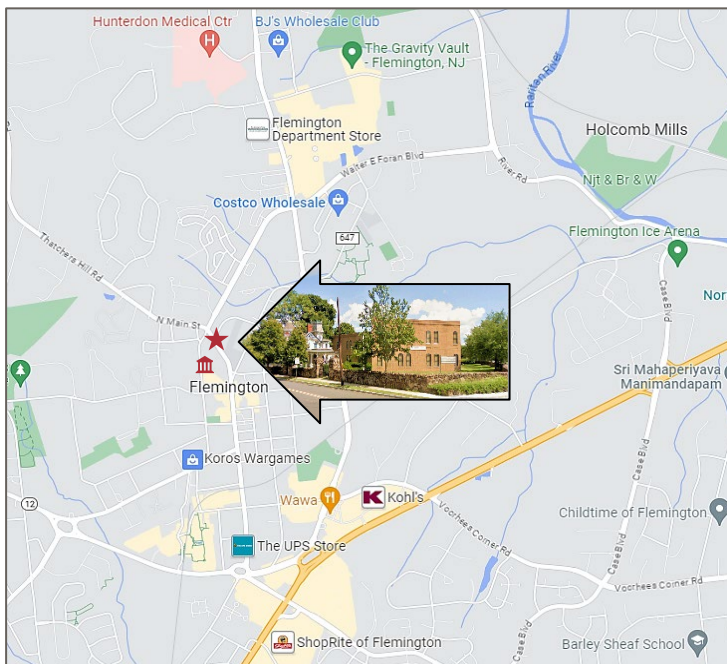 Hunterdon Medical Ctr
BJ's Wholesale Club
The Gravity Vault
- Flemington, NJ
Raritan River
Flemington
Department Store
Holcomb Mills
Walter E Foran Blvd
River Rd
Njt & Br & W
Costco Wholesale
647
Flemington Ice Arena
Thatchers Hill Rd
Case Blvd
Nor
N Main St
Sri Mahaperiyava
Manimandapam
Flemington
Koros Wargames
Case Blvd
12
Wawa
K Kohl's
Childtime of Flemington
Voorhees Corner Rd
The UPS Store
Case Blvd
Voorhees Corner Rd
ShopRite of Flemington
Barley Sheaf School
H